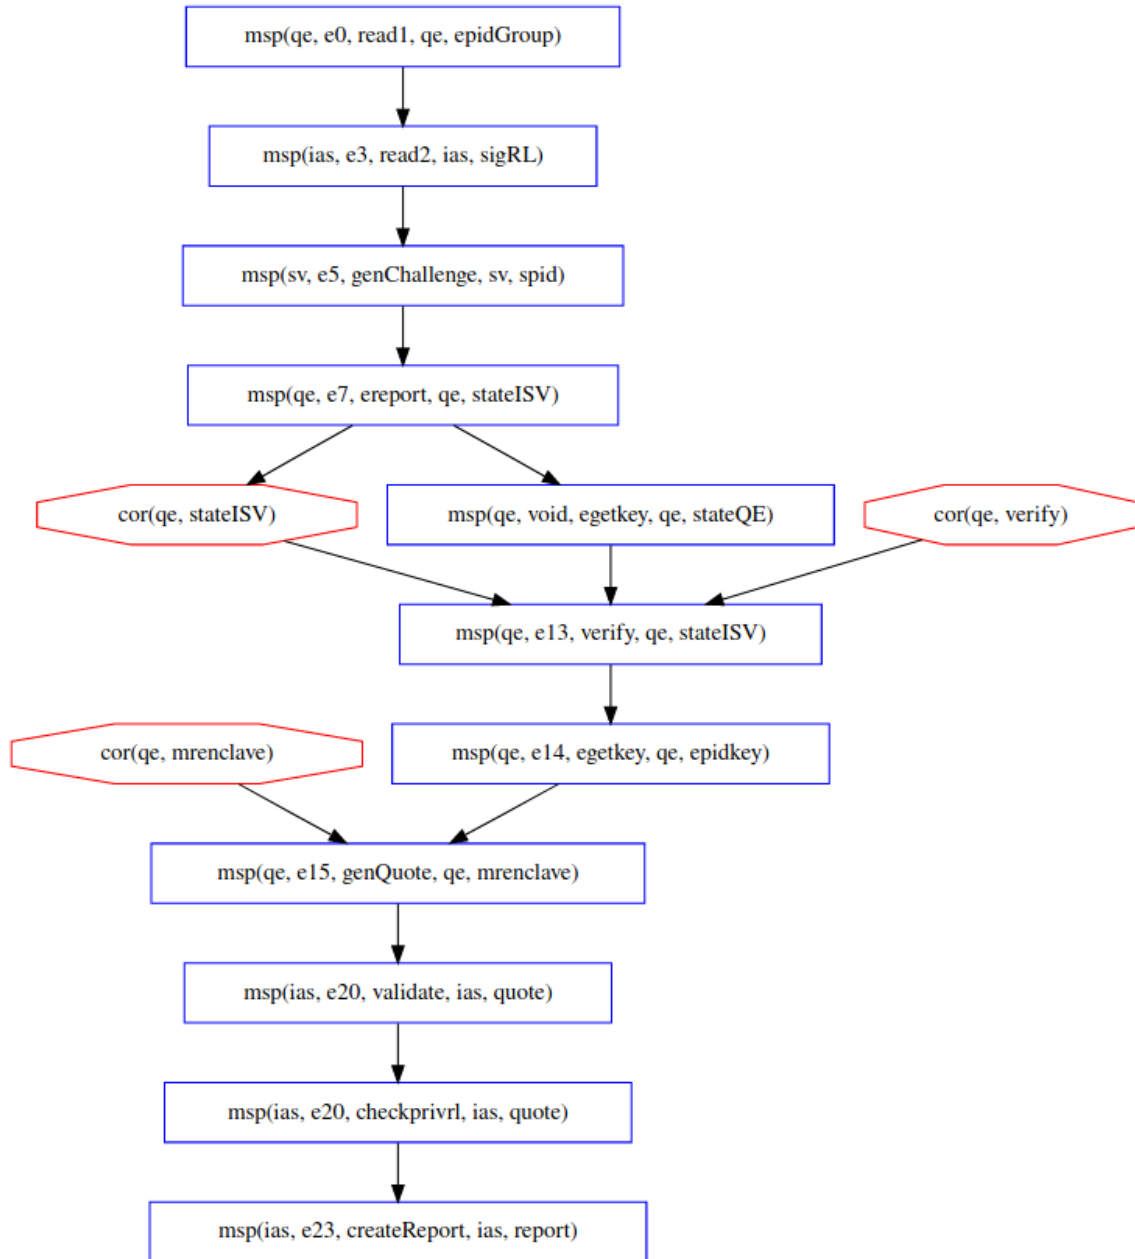 msp(qe, e0, read1, qe, epidGroup)
msp(ias, e3, read2, ias, sigRL)
msp(sv, e5, genChallenge, sv, spid)
msp(qe, e7, ereport, qe, stateISV)
cor(qe, stateISV)
msp(qe, void, egetkey, qe, stateQE)
cor(qe, verify)
msp(qe, e13, verify, qe, stateISV)
cor(qe, mrenclave)
msp(qe, e14, egetkey, qe, epidkey)
msp(qe, e15, genQuote, qe, mrenclave)
msp(ias, e20, validate, ias, quote)
msp(ias, e20, checkprivrl, ias, quote)
msp(ias, e23, createReport, ias, report)